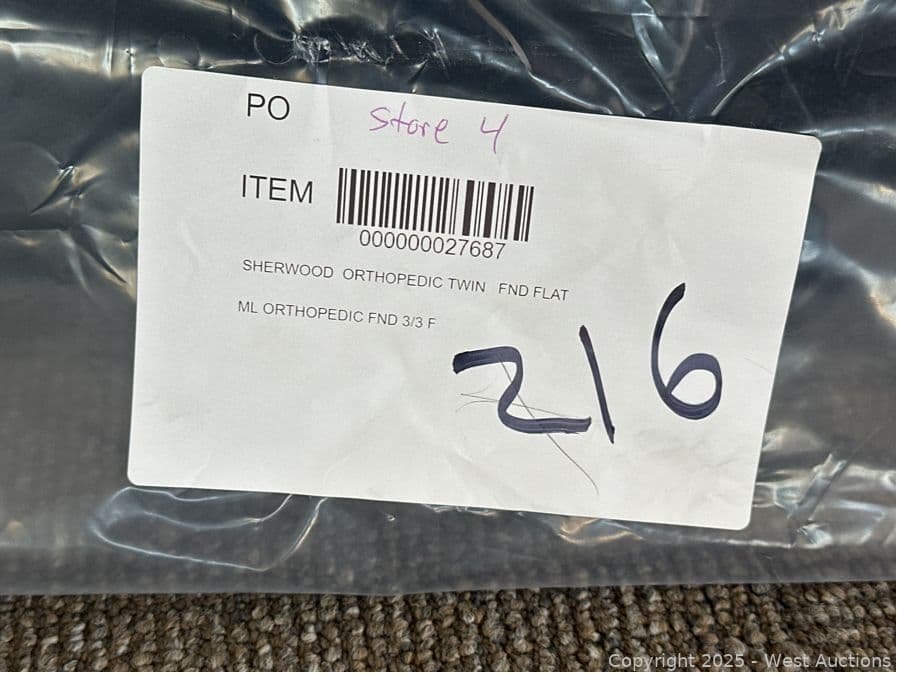 PO Store 4
ITEM
000000027687
SHERWOOD ORTHOPEDIC TWIN FND FLAT
ML ORTHOPEDIC FND 3/3 F
216
Copyright 2025 - West Auctions